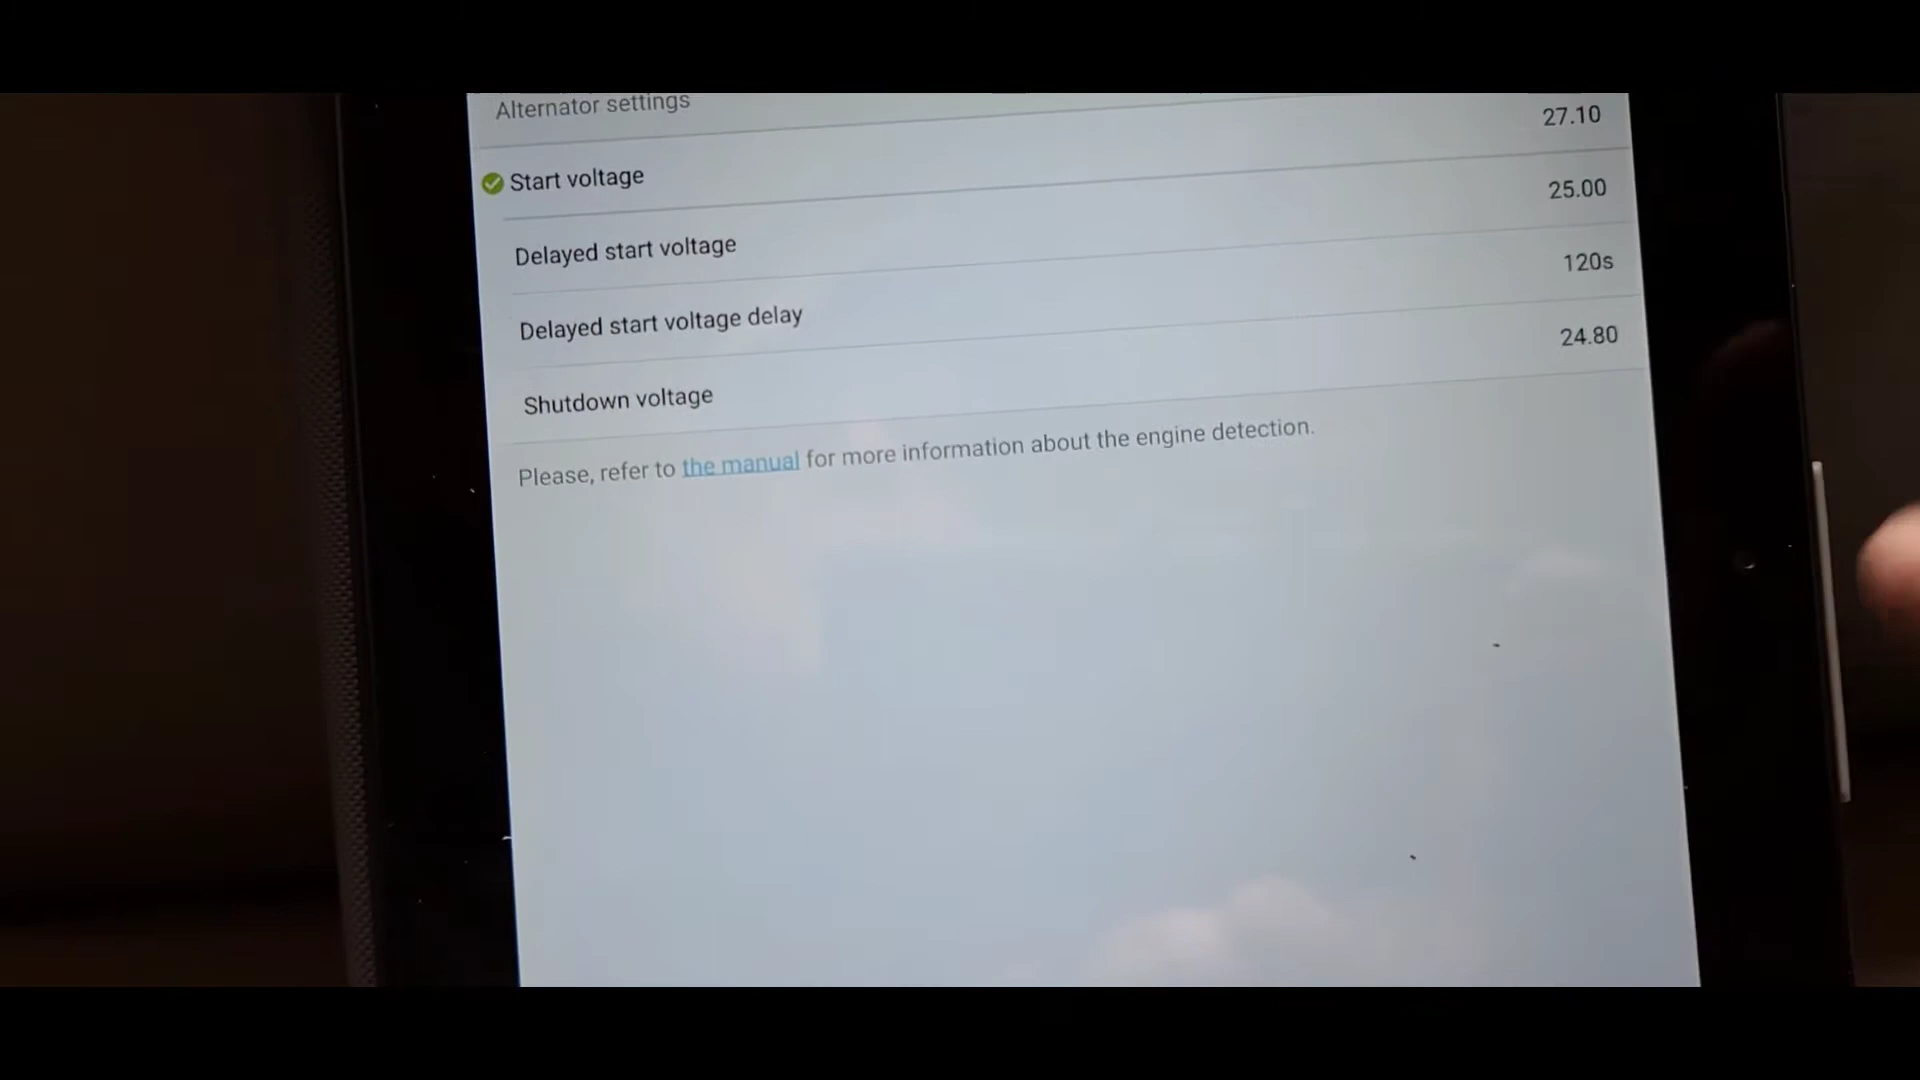 Alternator settings
Start voltage 27.10
Delayed start voltage 25.00
Delayed start voltage delay 120s
Shutdown voltage 24.80
Please, refer to the manual for more information about the engine detection.